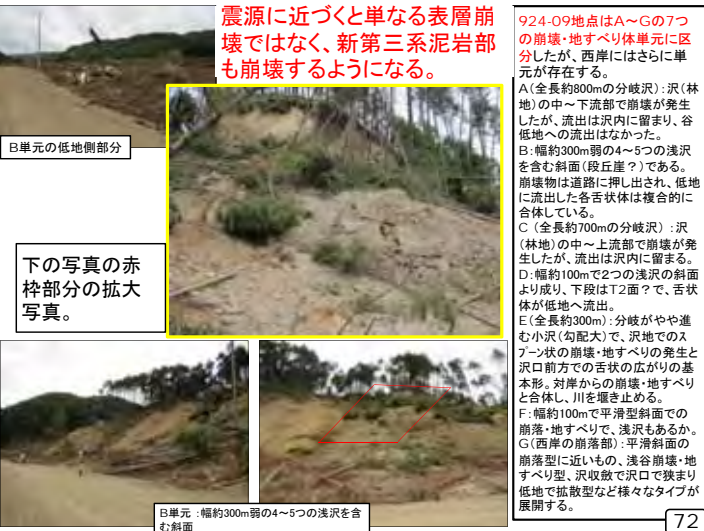 震源に近づくと単なる表層崩
壊ではなく、新第三系泥岩部
も崩壊するようになる。
B単元の低地側部分
下の写真の赤
枠部分の拡大
写真。
B単元：幅約300m弱の4～5つの浅沢を含
む斜面
924-09地点はA～Gの7つ
の崩壊・地すべり体単元に区
分したが、西岸にはさらに単
元が存在する。
A(全長約800mの分岐沢)：沢(林
地)の中～下流部で崩壊が発生
したが、流出は沢内に留まり、谷
低地への流出はなかった。
B：幅約300m弱の4～5つの浅沢
を含む斜面(段丘崖？)である。
崩壊物は道路に押し出され、低地
に流出した各舌状体は複合的に
合体している。
C (全長約700mの分岐沢)：沢
(林地)の中～上流部で崩壊が発
生したが、流出は沢内に留まる。
D：幅約100mで2つの浅沢の斜面
より成り、下段はT2面？で、舌状
体が低地へ流出。
E(全長約300m)：分岐がやや進
む小沢(勾配大)で、沢地でのｽ
ﾌﾟｰﾝ状の崩壊・地すべりの発生と
沢口前方での舌状の広がりの基
本形。対岸からの崩壊・地すべり
と合体し、川を堰き止める。
F：幅約100mで平滑型斜面での
崩落・地すべりで、浅沢もあるか。
G(西岸の崩落部)：平滑斜面の
崩落型に近いもの、浅谷崩壊・地
すべり型、沢収斂で沢口で狭まり
低地で拡散型など様々なタイプが
展開する。
72